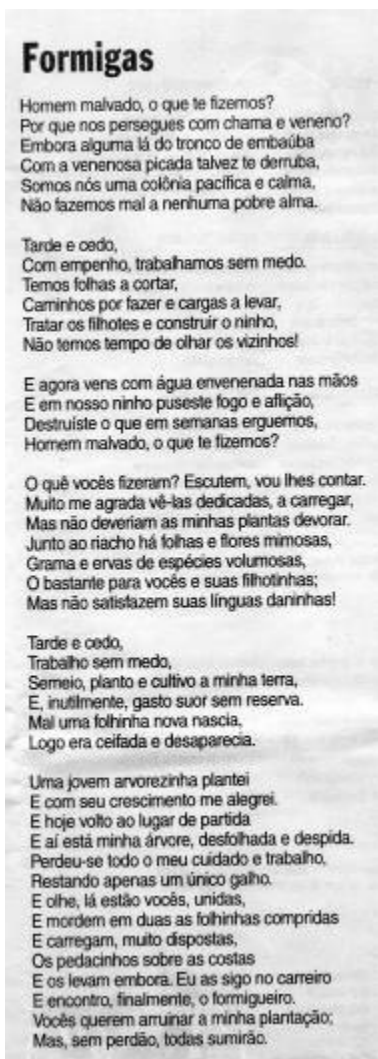 Formigas
Homem malvado, o que te fizemos?
Por que nos persegues com chama e veneno?
Embora alguma lá do tronco de embaúba
Com a venenosa picada talvez te derruba,
Somos nós uma colônia pacífica e calma,
Não fazemos mal a nenhuma pobre alma.
Tarde e cedo,
Com empenho, trabalhamos sem medo.
Temos folhas a cortar,
Caminhos por fazer e cargas a levar,
Tratar os filhotes e construir o ninho,
Não temos tempo de olhar os vizinhos!
E agora vens com água envenenada nas mãos
E em nosso ninho puseste fogo e aflição,
Destruíste o que em semanas erguemos,
Homem malvado, o que te fizemos?
O quê vocês fizeram? Escutem, vou lhes contar.
Muito me agrada vê-las dedicadas, a carregar,
Mas não deveriam as minhas plantas devorar.
Junto ao riacho há folhas e flores mimosas,
Grama e ervas de espécies volumosas,
O bastante para vocês e suas filhotinhas;
Mas não satisfazem suas línguas daninhas!
Tarde e cedo,
Trabalho sem medo,
Semeio, planto e cultivo a minha terra,
E, inutilmente, gasto suor sem reserva.
Mal uma folhinha nova nascia,
Logo era ceifada e desaparecia.
Uma jovem arvorezinha plantei
E com seu crescimento me alegrei.
E hoje volto ao lugar de partida
E aí está minha árvore, desfolhada e despida.
Perdeu-se todo o meu cuidado e trabalho,
Restando apenas um único galho.
E olhe, lá estão vocês, unidas,
E mordem em duas as folhinhas compridas
E carregam, muito dispostas,
Os pedacinhos sobre as costas
E os levam embora. Eu as sigo no carreiro
E encontro, finalmente, o formigueiro.
Vocês querem arruinar a minha plantação;
Mas, sem perdão, todas sumirão.